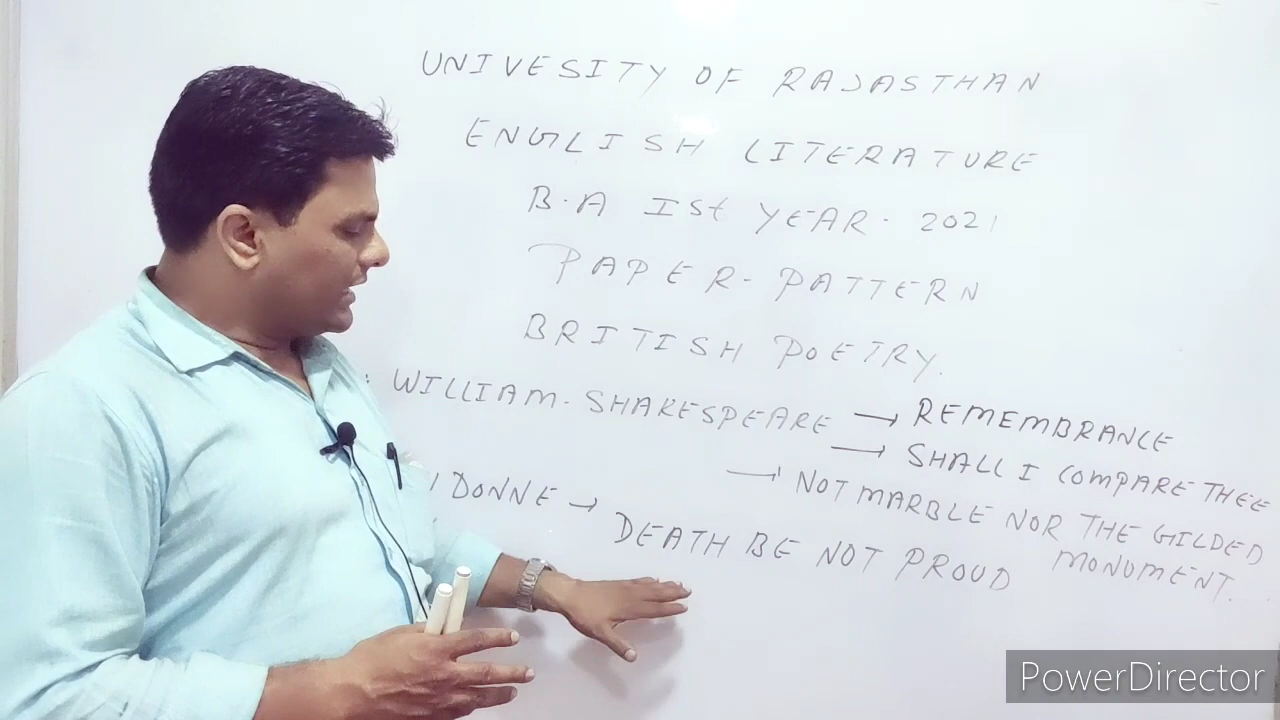 UNIVESITY OF RAJASTHAN
ENGLISH LITERATURE
B.A Ist YEAR. 2021
PAPER-PATTERN
BRITISH POETRY.
: WILLIAM-SHAKESPEARE → REMEMBRANCE
→ SHALL I COMPARE THEE
→ NOT MARBLE NOR THE GILDED
MONUMENT.
DONNE → DEATH BE NOT PROUD
PowerDirector